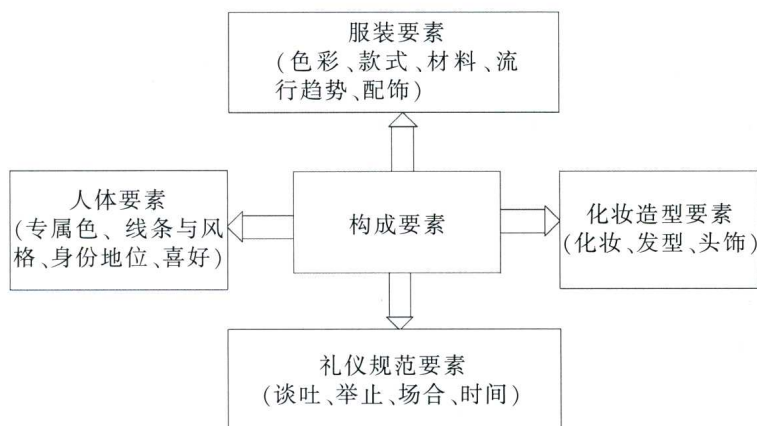 服装要素
(色彩、款式、材料、流
行趋势、配饰)
人体要素
(专属色、线条与风
格、身份地位、喜好)
构成要素
化妆造型要素
(化妆、发型、头饰)
礼仪规范要素
(谈吐、举止、场合、时间)